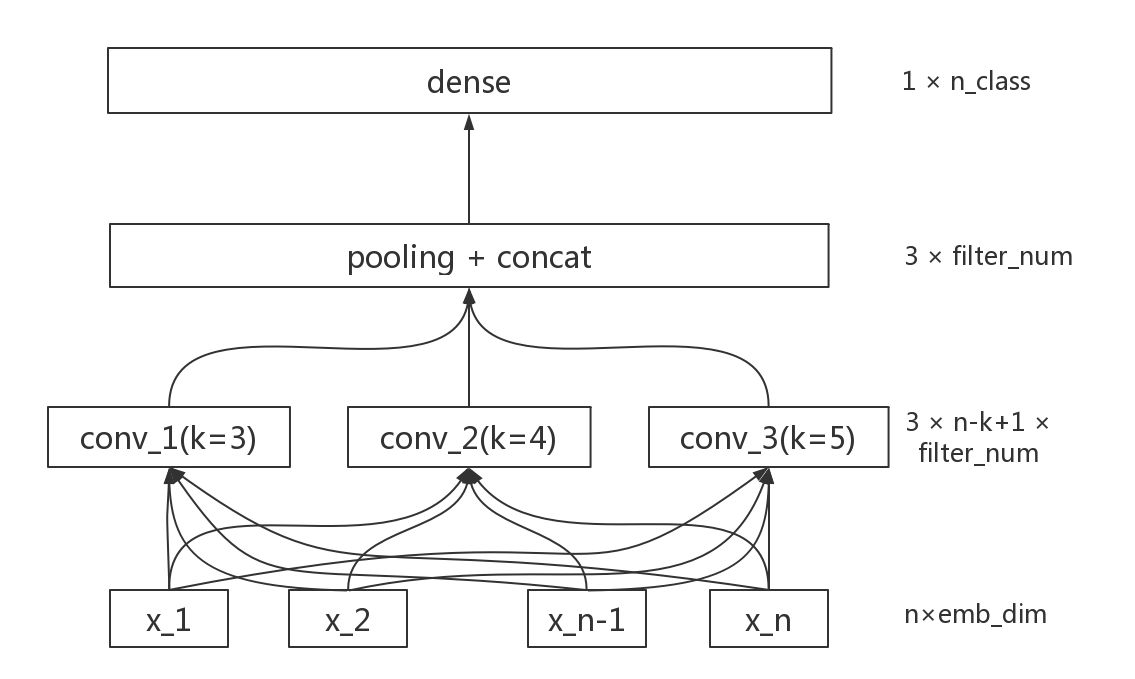 dense
1 × n_class
pooling + concat
3 × filter_num
conv_1(k=3)
conv_2(k=4)
conv_3(k=5)
3 × n-k+1 ×
filter_num
x_1
x_2
x_n-1
x_n
n×emb_dim